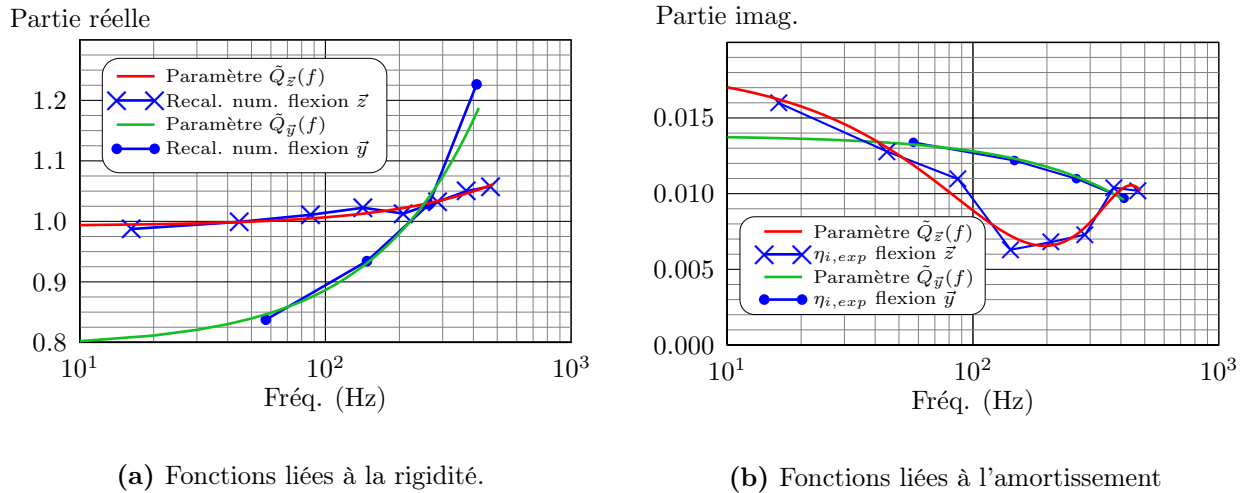 Partie réelle
1.2
1.1
1.0
0.9
0.8
10¹ 10² 10³
Fréq. (Hz)
Paramètre Q̃_z⃗(f)
Recal. num. flexion z⃗
Paramètre Q̃_y⃗(f)
Recal. num. flexion y⃗
(a) Fonctions liées à la rigidité.
Partie imag.
0.015
0.010
0.005
0.000
10¹ 10² 10³
Fréq. (Hz)
Paramètre Q̃_z⃗(f)
η_{i,exp} flexion z⃗
Paramètre Q̃_y⃗(f)
η_{i,exp} flexion y⃗
(b) Fonctions liées à l'amortissement